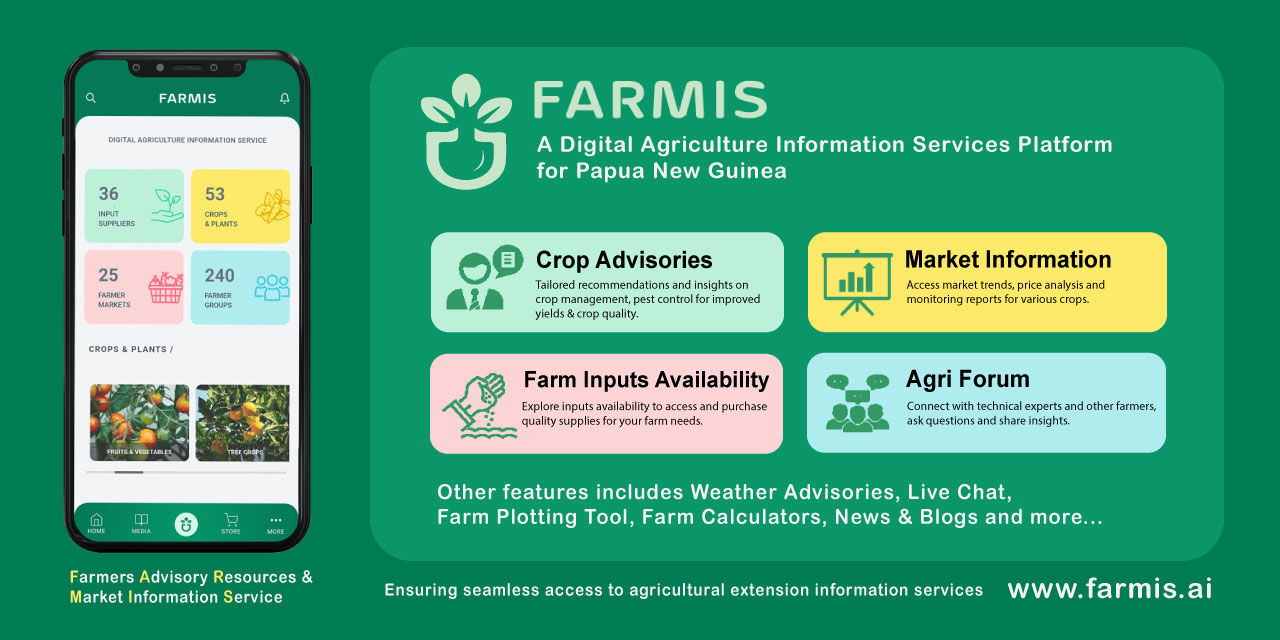 FARMIS
DIGITAL AGRICULTURE INFORMATION SERVICE
36
INPUT
SUPPLIERS
53
CROPS
& PLANTS
25
FARMER
MARKETS
240
FARMER
GROUPS
CROPS & PLANTS /
FRUITS & VEGETABLES
TREE CROPS
HOME
MEDIA
STORE
MORE
Farmers Advisory Resources &
Market Information Service
FARMIS
A Digital Agriculture Information Services Platform
for Papua New Guinea
Crop Advisories
Tailored recommendations and insights on
crop management, pest control for improved
yields & crop quality.
Market Information
Access market trends, price analysis and
monitoring reports for various crops.
Farm Inputs Availability
Explore inputs availability to access and purchase
quality supplies for your farm needs.
Agri Forum
Connect with technical experts and other farmers,
ask questions and share insights.
Other features includes Weather Advisories, Live Chat,
Farm Plotting Tool, Farm Calculators, News & Blogs and more...
Ensuring seamless access to agricultural extension information services
www.farmis.ai